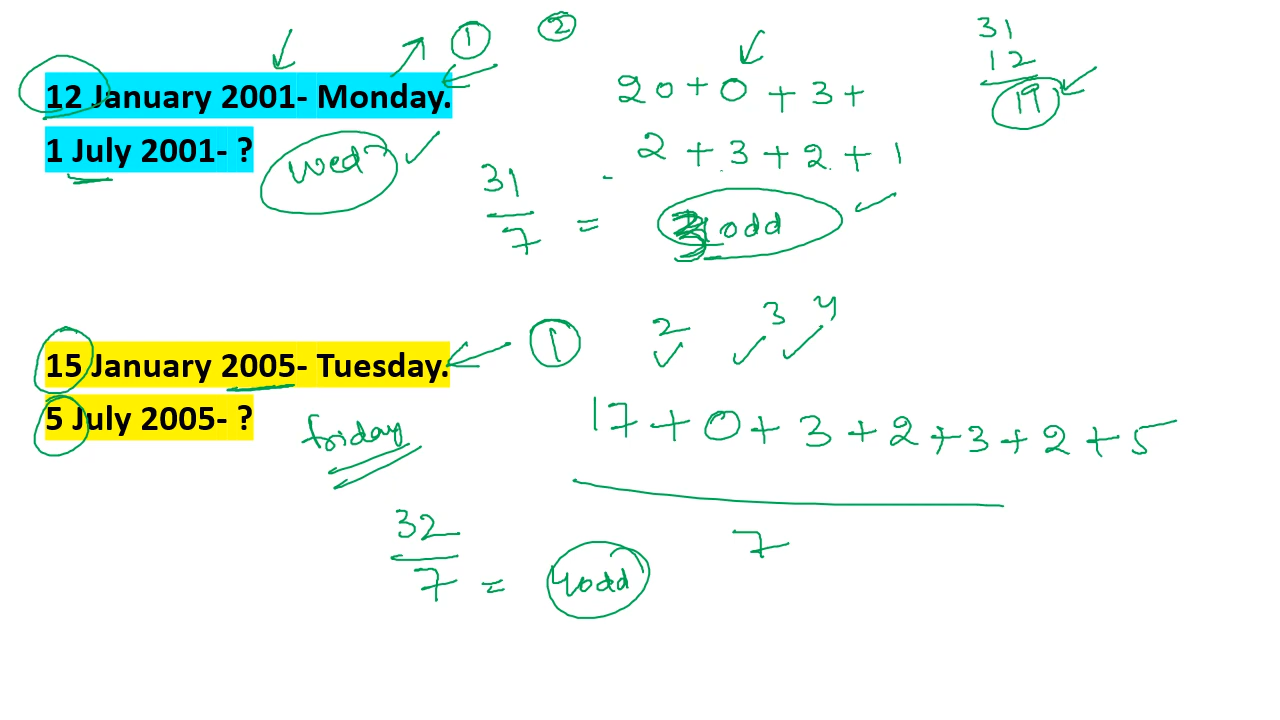 1 2
12 January 2001- Monday.
1 July 2001- ?
wed
20 + 0 + 3 +
2 + 3 + 2 + 1
31
7
=
odd
31
12
19
15 January 2005- Tuesday.
5 July 2005- ?
friday
1 2 3 4
17 + 0 + 3 + 2 + 3 + 2 + 5
7
32
7
= 4 odd